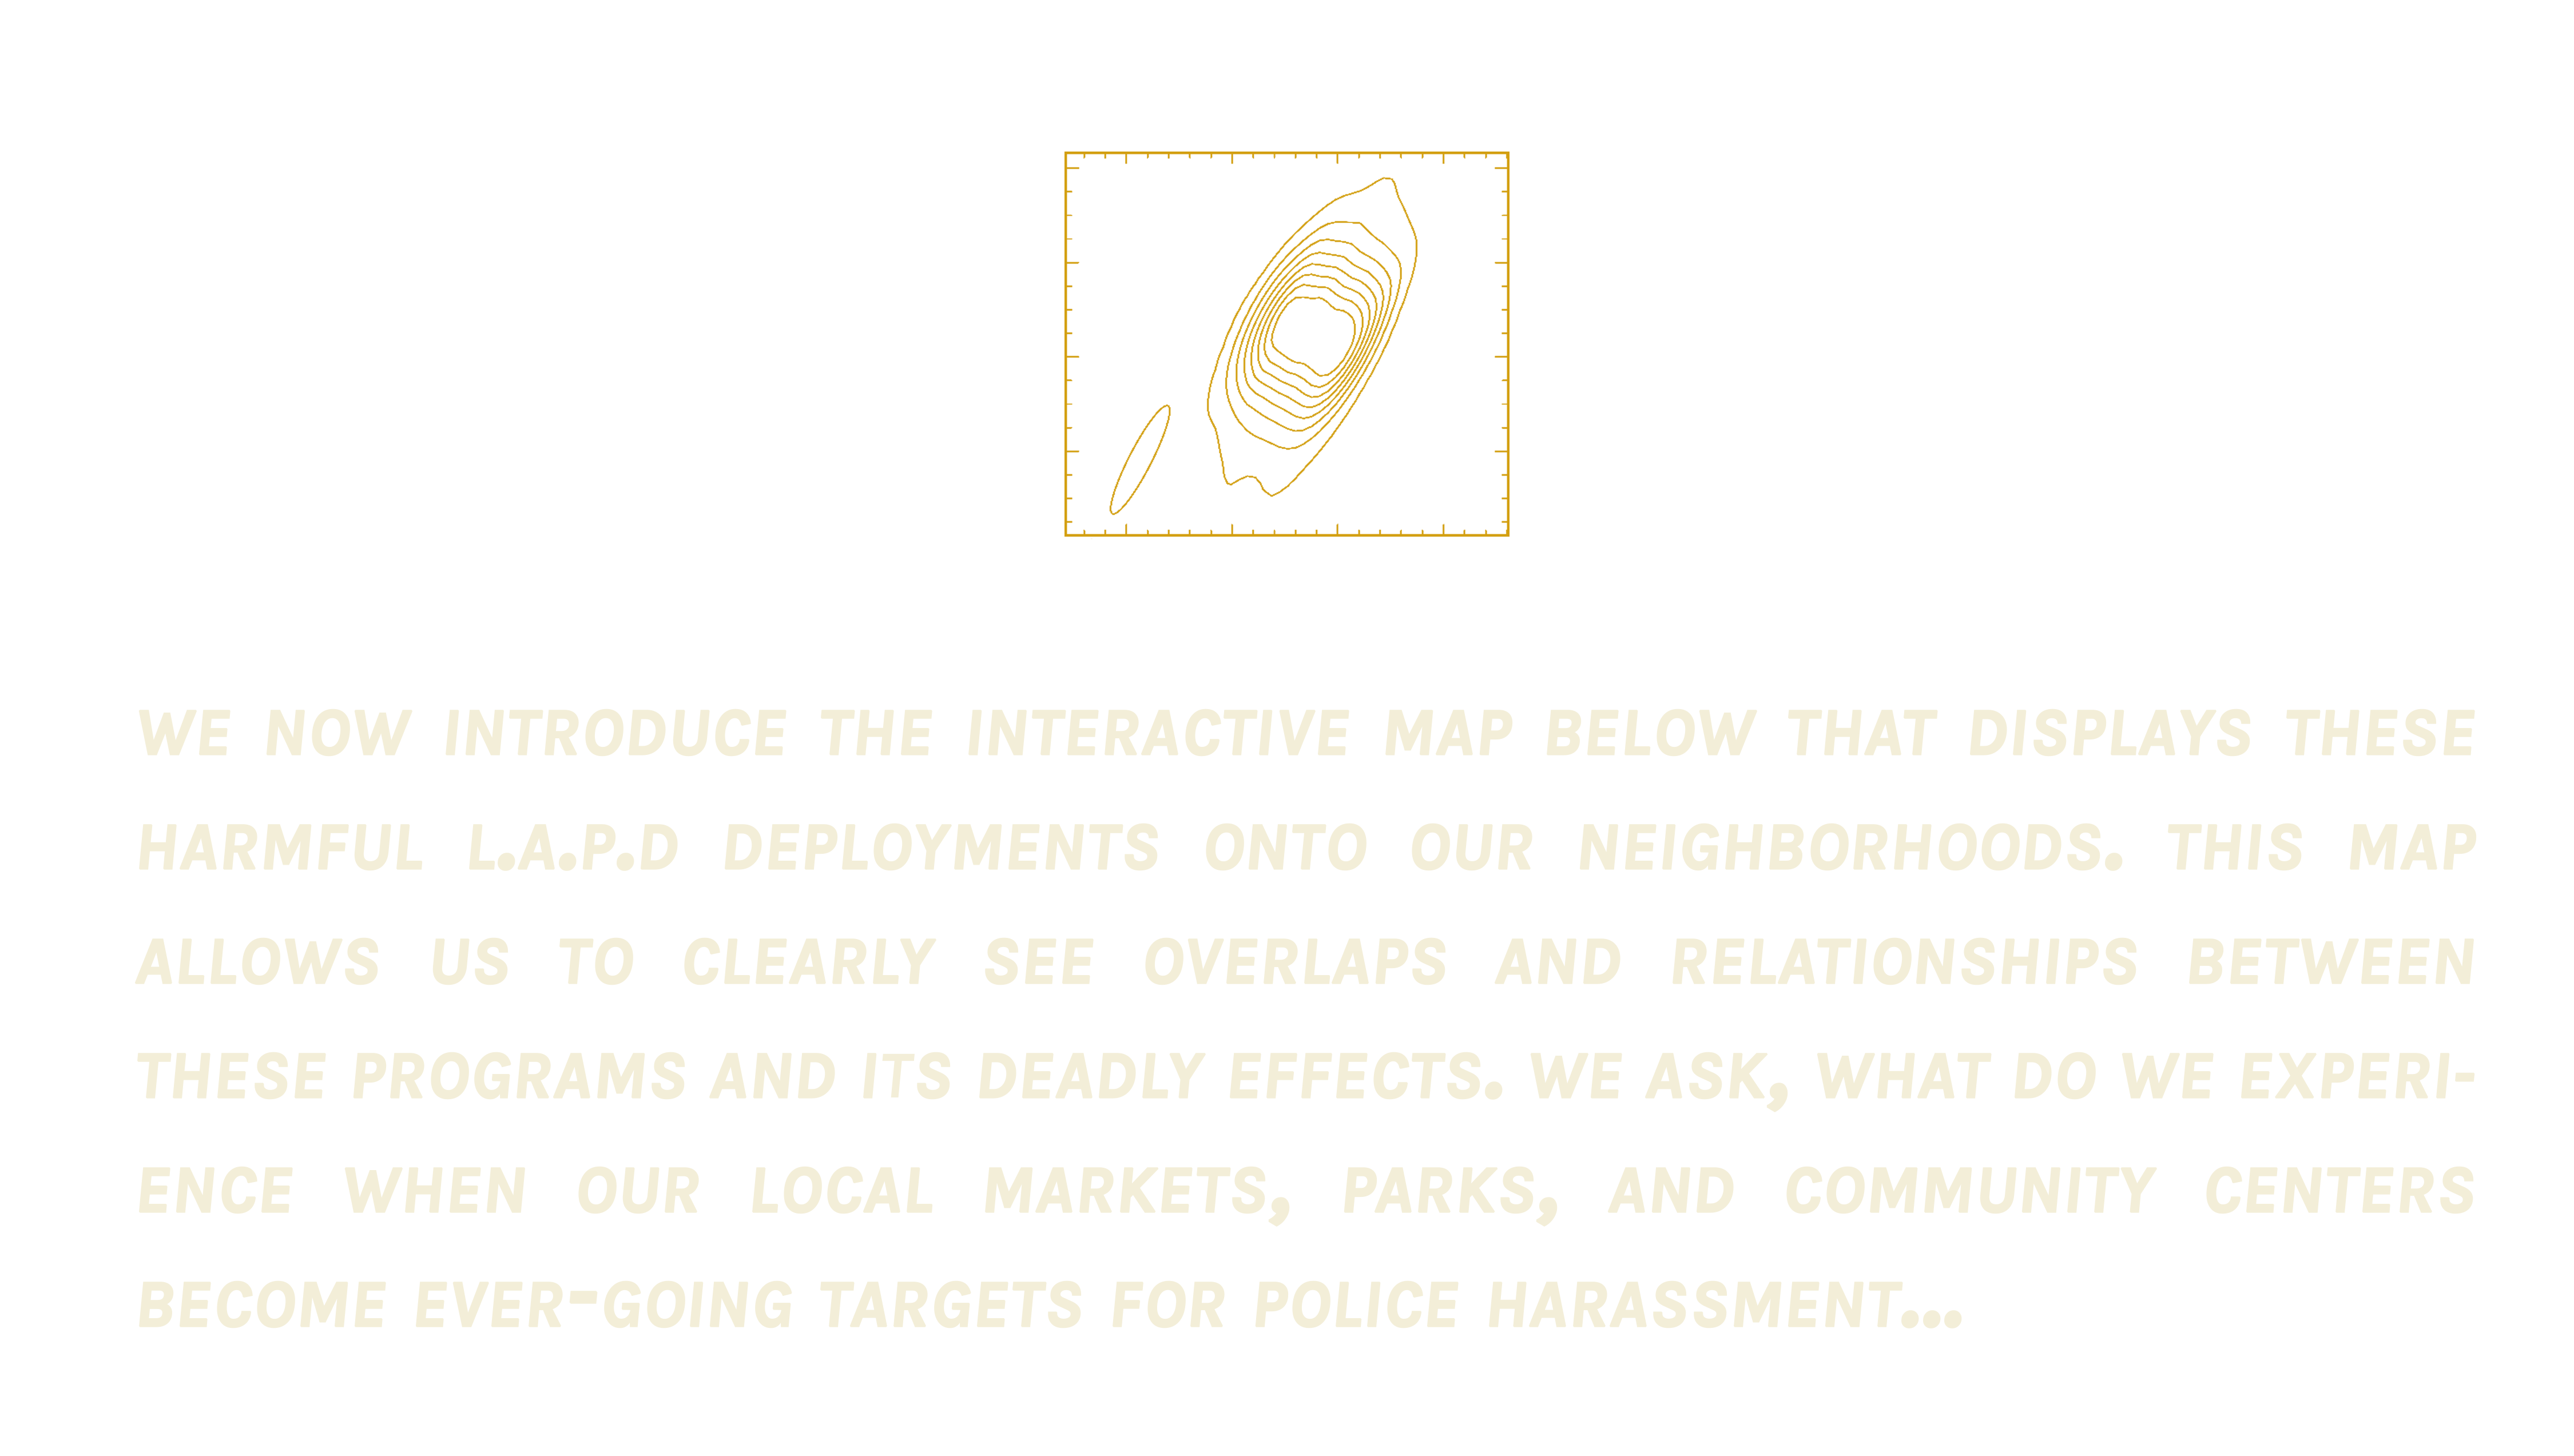 WE NOW INTRODUCE THE INTERACTIVE MAP BELOW THAT DISPLAYS THESE
HARMFUL L.A.P.D DEPLOYMENTS ONTO OUR NEIGHBORHOODS. THIS MAP
ALLOWS US TO CLEARLY SEE OVERLAPS AND RELATIONSHIPS BETWEEN
THESE PROGRAMS AND ITS DEADLY EFFECTS. WE ASK, WHAT DO WE EXPERI-
ENCE WHEN OUR LOCAL MARKETS, PARKS, AND COMMUNITY CENTERS
BECOME EVER-GOING TARGETS FOR POLICE HARASSMENT...